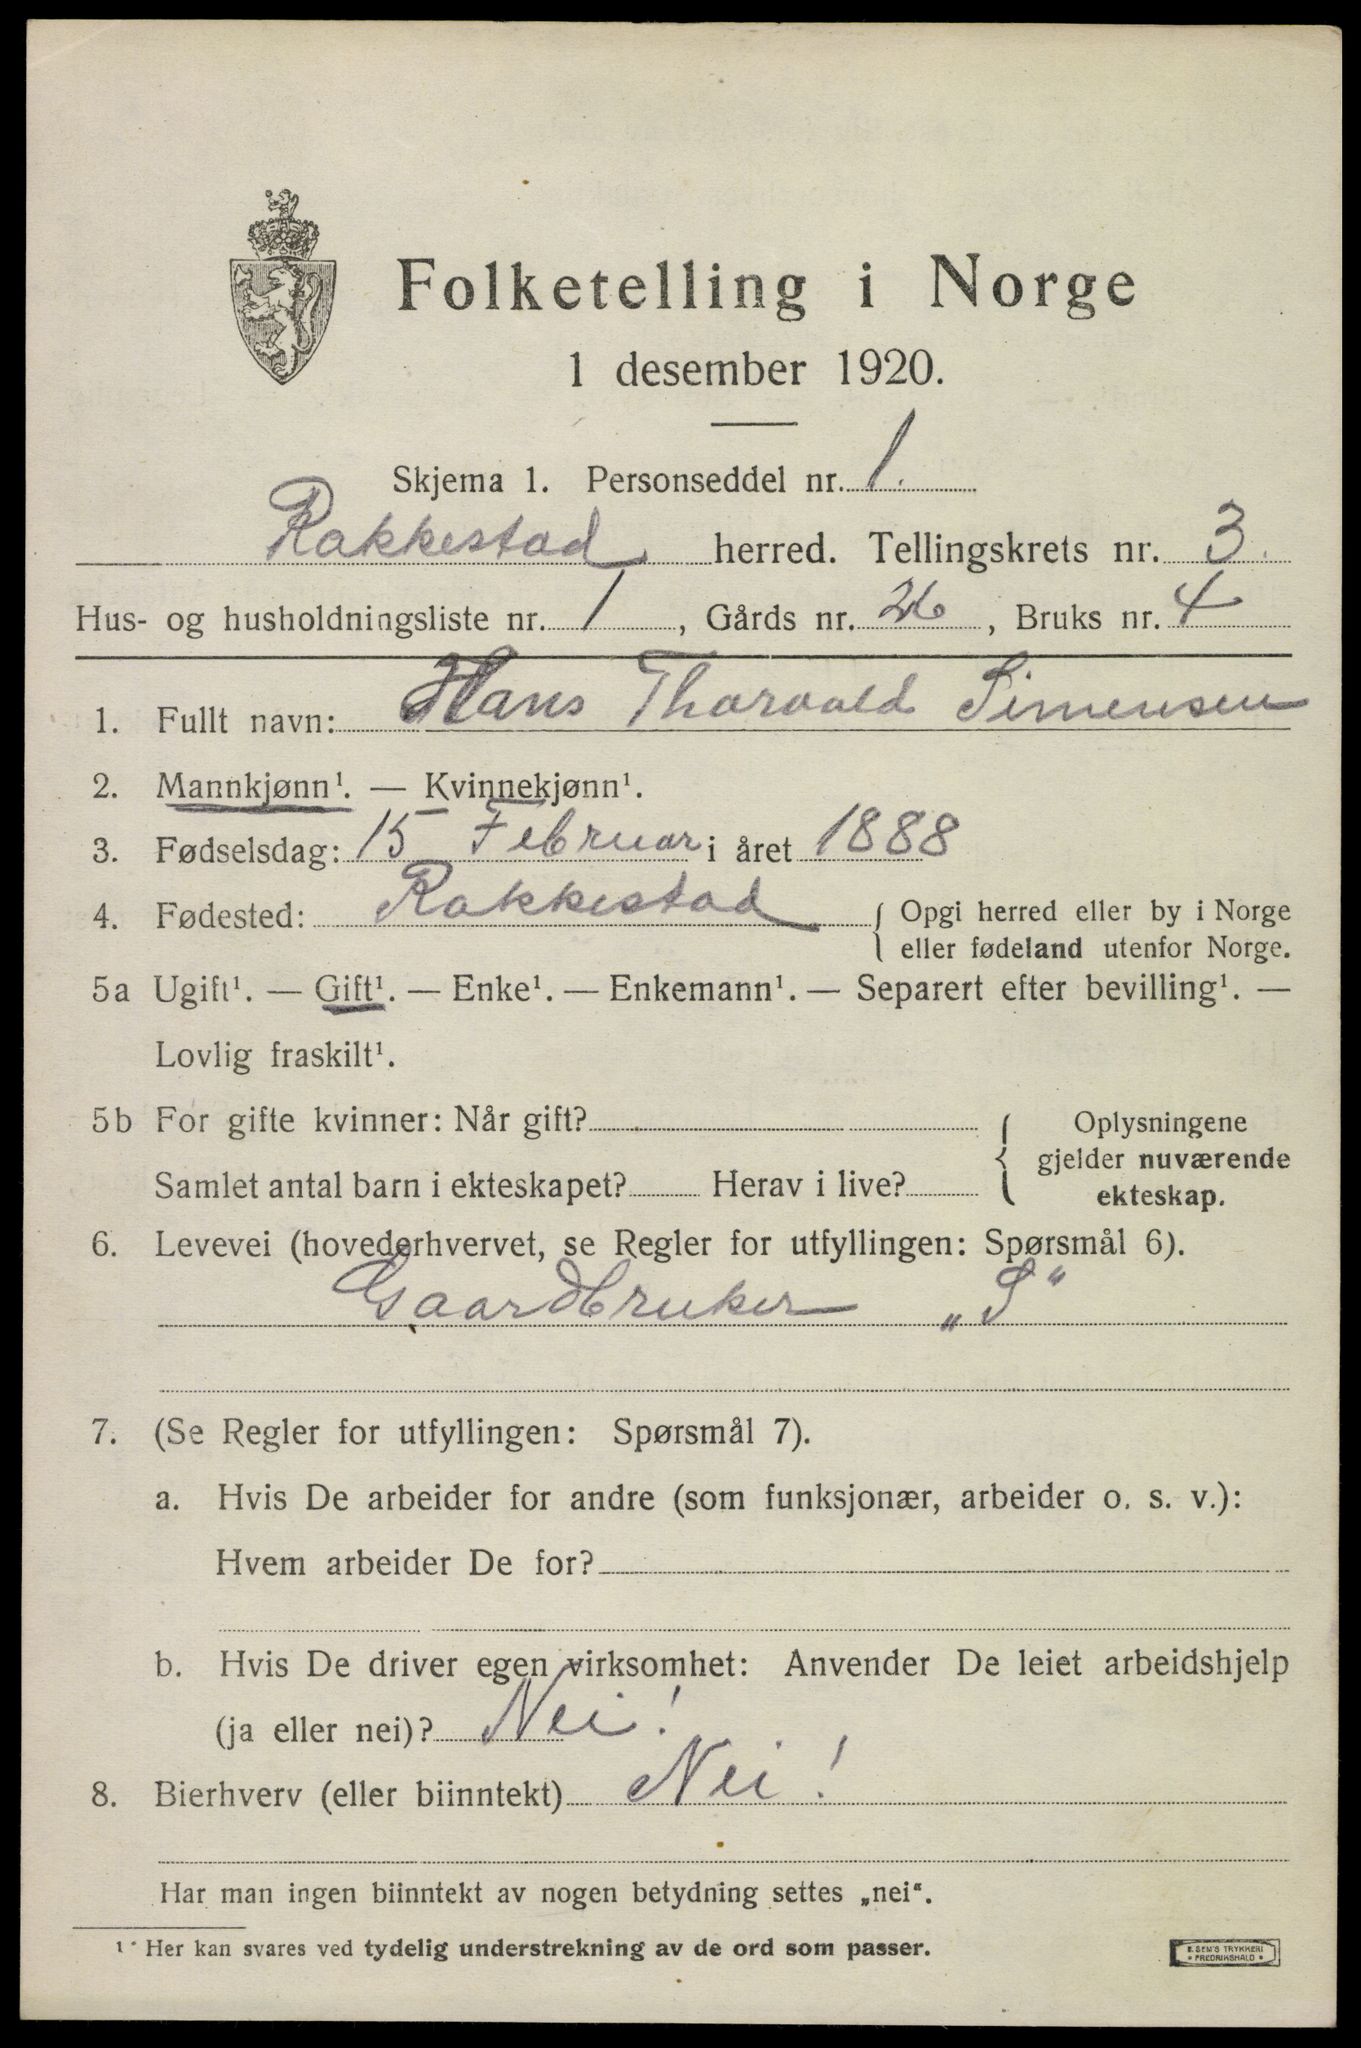 Folketelling i Norge
1 desember 1920.
Skjema 1. Personseddel nr. 1.
Rakkestad herred. Tellingskrets nr. 3.
Hus- og husholdningsliste nr. 1, Gårds nr. 26, Bruks nr. 4
1. Fullt navn: Hans Thorvald Simensen
2. Mannkjønn¹. — Kvinnekjønn¹.
3. Fødselsdag: 15 Februar i året 1888
4. Fødested: Rakkestad { Opgi herred eller by i Norge
eller fødeland utenfor Norge.
5a Ugift¹. — Gift¹. — Enke¹. — Enkemann¹. — Separert efter bevilling¹. —
Lovlig fraskilt¹.
5b For gifte kvinner: Når gift? { Oplysningene
gjelder nuværende
Samlet antal barn i ekteskapet? Herav i live? ekteskap.
6. Levevei (hovederhvervet, se Regler for utfyllingen: Spørsmål 6).
Gaardbruker „S“
7. (Se Regler for utfyllingen: Spørsmål 7).
a. Hvis De arbeider for andre (som funksjonær, arbeider o. s. v.):
Hvem arbeider De for?
b. Hvis De driver egen virksomhet: Anvender De leiet arbeidshjelp
(ja eller nei)? Nei!
8. Bierhverv (eller biinntekt) Nei!
Har man ingen biinntekt av nogen betydning settes „nei“.
¹ Her kan svares ved tydelig understrekning av de ord som passer.
E. SEM'S TRYKKERI
FREDRIKSHALD